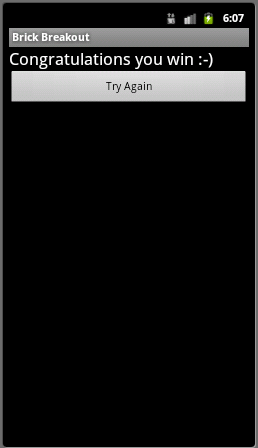 6:07
Brick Breakout
Congratulations you win :-)
Try Again